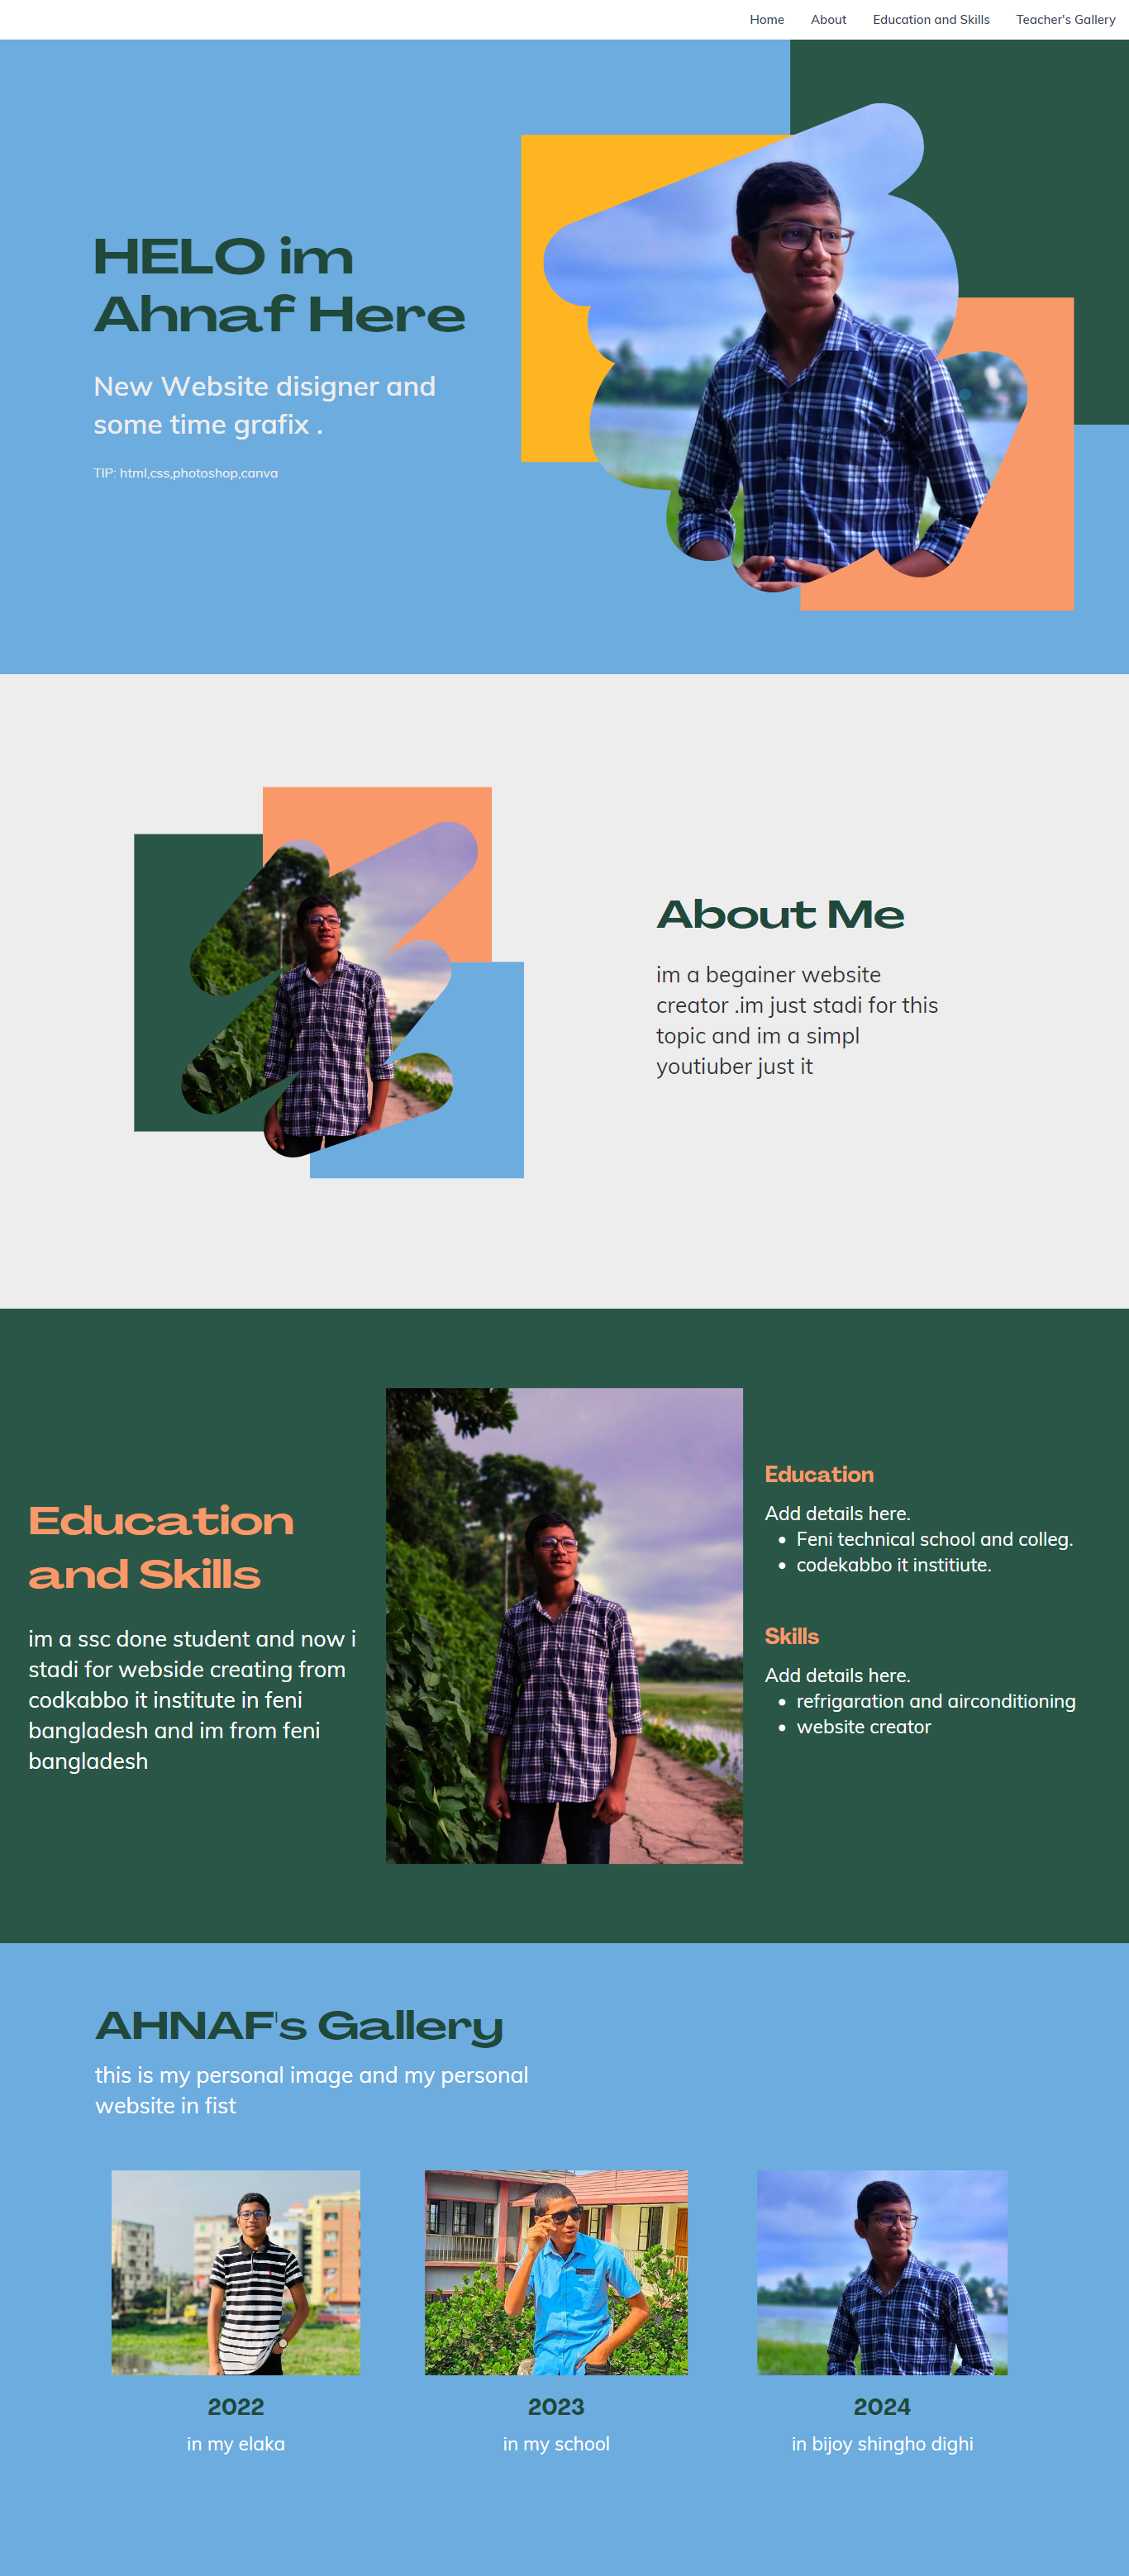 Home About Education and Skills Teacher's Gallery
HELO im
Ahnaf Here
New Website disigner and
some time grafix .
TIP: html,css,photoshop,canva
About Me
im a begainer website
creator .im just stadi for this
topic and im a simpl
youtiuber just it
Education
and Skills
im a ssc done student and now i
stadi for webside creating from
codkabbo it institute in feni
bangladesh and im from feni
bangladesh
Education
Add details here.
• Feni technical school and colleg.
• codekabbo it institiute.
Skills
Add details here.
• refrigaration and airconditioning
• website creator
AHNAF's Gallery
this is my personal image and my personal
website in fist
2022
in my elaka
2023
in my school
2024
in bijoy shingho dighi